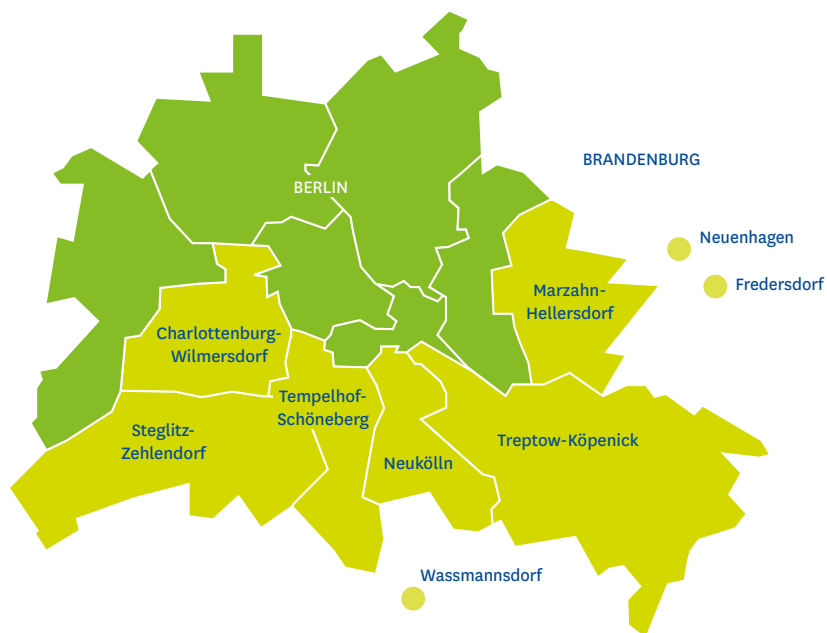 BRANDENBURG
BERLIN
Neuenhagen
Fredersdorf
Marzahn-
Hellersdorf
Charlottenburg-
Wilmersdorf
Tempelhof-
Schöneberg
Steglitz-
Zehlendorf
Treptow-Köpenick
Neukölln
Wassmannsdorf